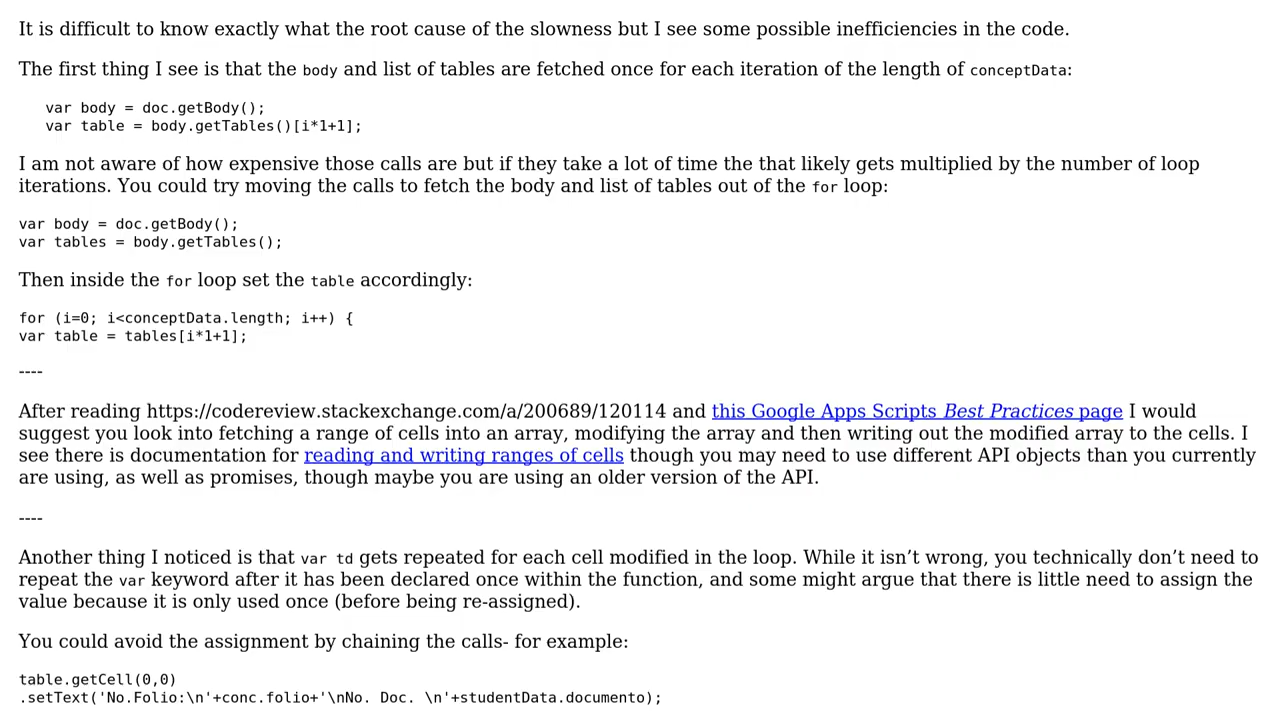 It is difficult to know exactly what the root cause of the slowness but I see some possible inefficiencies in the code.
The first thing I see is that the body and list of tables are fetched once for each iteration of the length of conceptData:
var body = doc.getBody();
var table = body.getTables()[i*1+1];
I am not aware of how expensive those calls are but if they take a lot of time the that likely gets multiplied by the number of loop
iterations. You could try moving the calls to fetch the body and list of tables out of the for loop:
var body = doc.getBody();
var tables = body.getTables();
Then inside the for loop set the table accordingly:
for (i=0; i<conceptData.length; i++) {
var table = tables[i*1+1];
----
After reading https://codereview.stackexchange.com/a/200689/120114 and this Google Apps Scripts Best Practices page I would
suggest you look into fetching a range of cells into an array, modifying the array and then writing out the modified array to the cells. I
see there is documentation for reading and writing ranges of cells though you may need to use different API objects than you currently
are using, as well as promises, though maybe you are using an older version of the API.
----
Another thing I noticed is that var td gets repeated for each cell modified in the loop. While it isn’t wrong, you technically don’t need to
repeat the var keyword after it has been declared once within the function, and some might argue that there is little need to assign the
value because it is only used once (before being re-assigned).
You could avoid the assignment by chaining the calls- for example:
table.getCell(0,0)
.setText('No.Folio:\n'+conc.folio+'\nNo. Doc. \n'+studentData.documento);